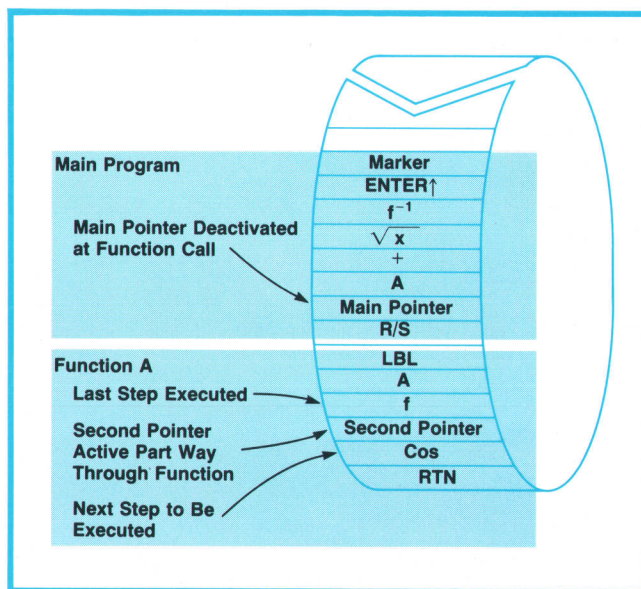 Main Program
Main Pointer Deactivated
at Function Call
Marker
ENTER↑
f⁻¹
√x
+
A
Main Pointer
R/S
Function A
Last Step Executed
Second Pointer
Active Part Way
Through Function
Next Step to Be
Executed
LBL
A
f
Second Pointer
Cos
RTN